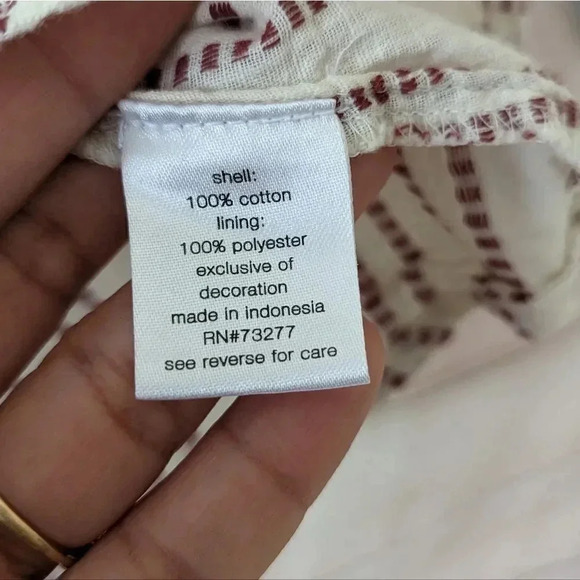 shell:
100% cotton
lining:
100% polyester
exclusive of
decoration
made in indonesia
RN#73277
see reverse for care